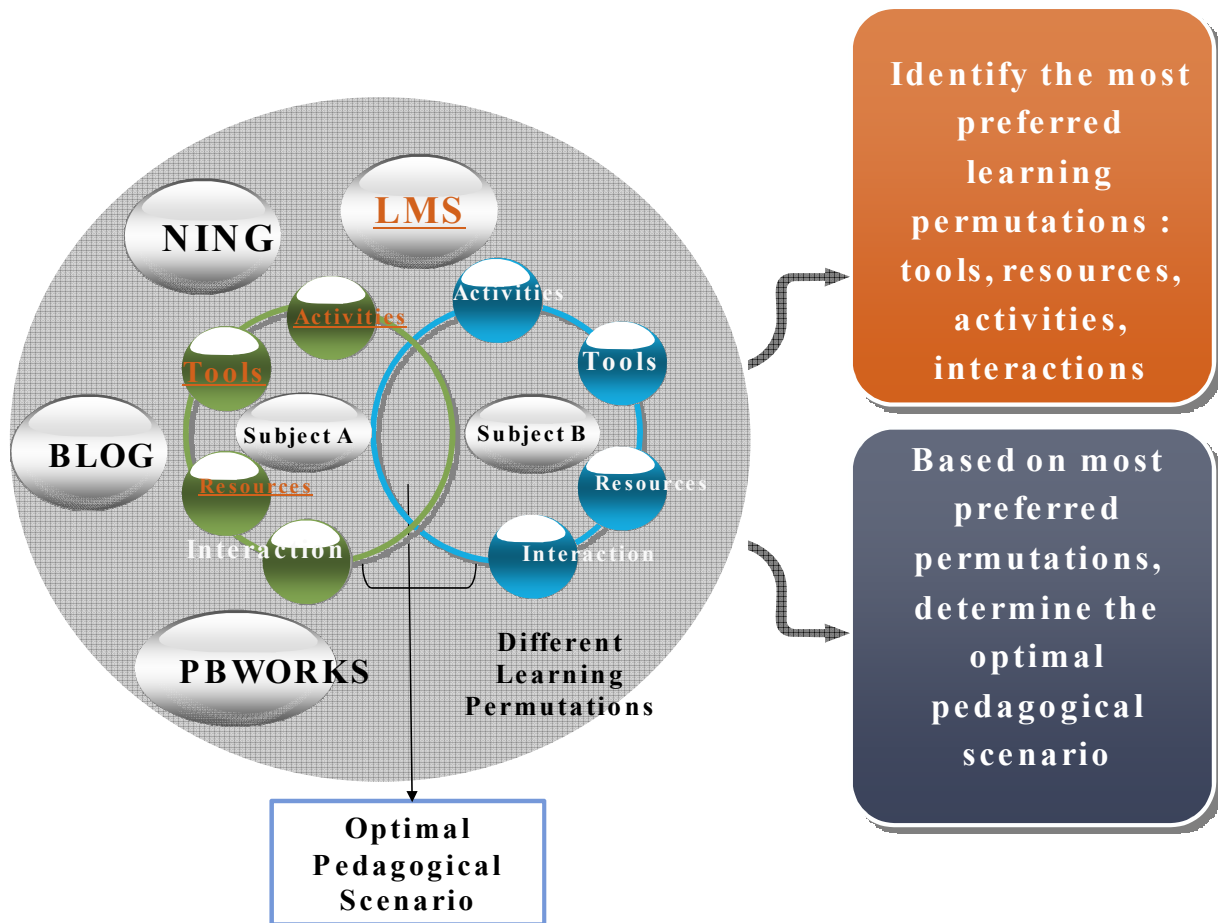 LMS
NING
Activities
Activities
Tools
Tools
Subject A
Subject B
BLOG
Resources
Resources
Interaction
Interaction
PBWORKS
Different
Learning
Permutations
Optimal
Pedagogical
Scenario
Identify the most
preferred
learning
permutations :
tools, resources,
activities,
interactions
Based on most
preferred
permutations,
determine the
optimal
pedagogical
scenario